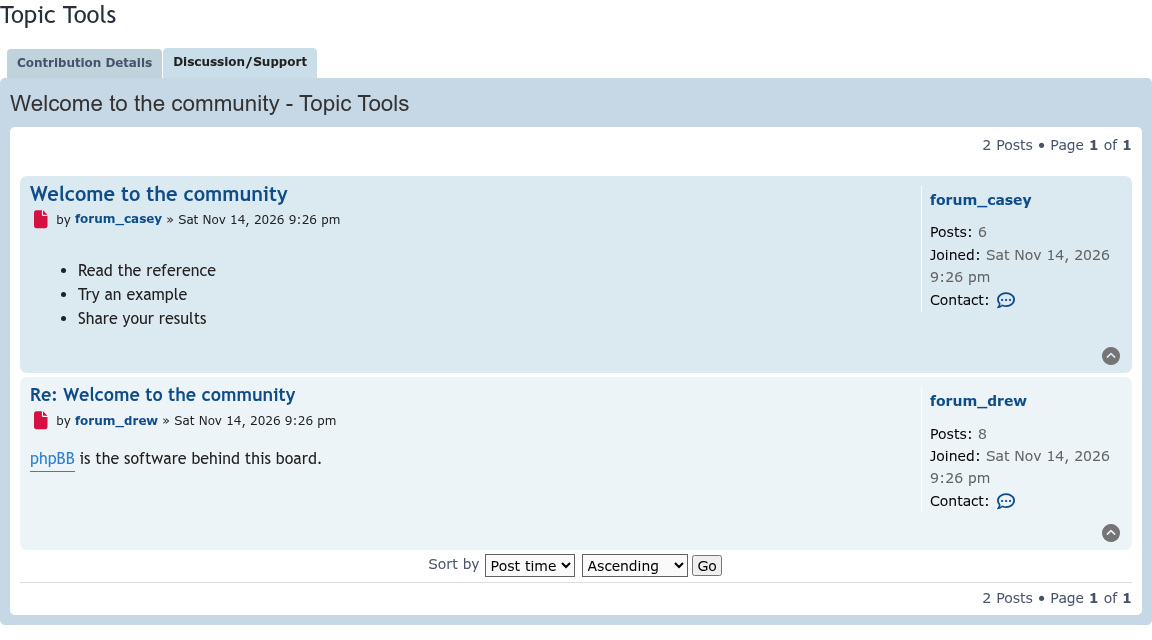 Topic Tools
Contribution Details
Discussion/Support
Welcome to the community - Topic Tools
2 Posts • Page 1 of 1
Welcome to the community
by forum_casey » Sat Nov 14, 2026 9:26 pm
• Read the reference
• Try an example
• Share your results
forum_casey
Posts: 6
Joined: Sat Nov 14, 2026
9:26 pm
Contact:
Re: Welcome to the community
by forum_drew » Sat Nov 14, 2026 9:26 pm
phpBB is the software behind this board.
forum_drew
Posts: 8
Joined: Sat Nov 14, 2026
9:26 pm
Contact:
Sort by Post time Ascending Go
2 Posts • Page 1 of 1